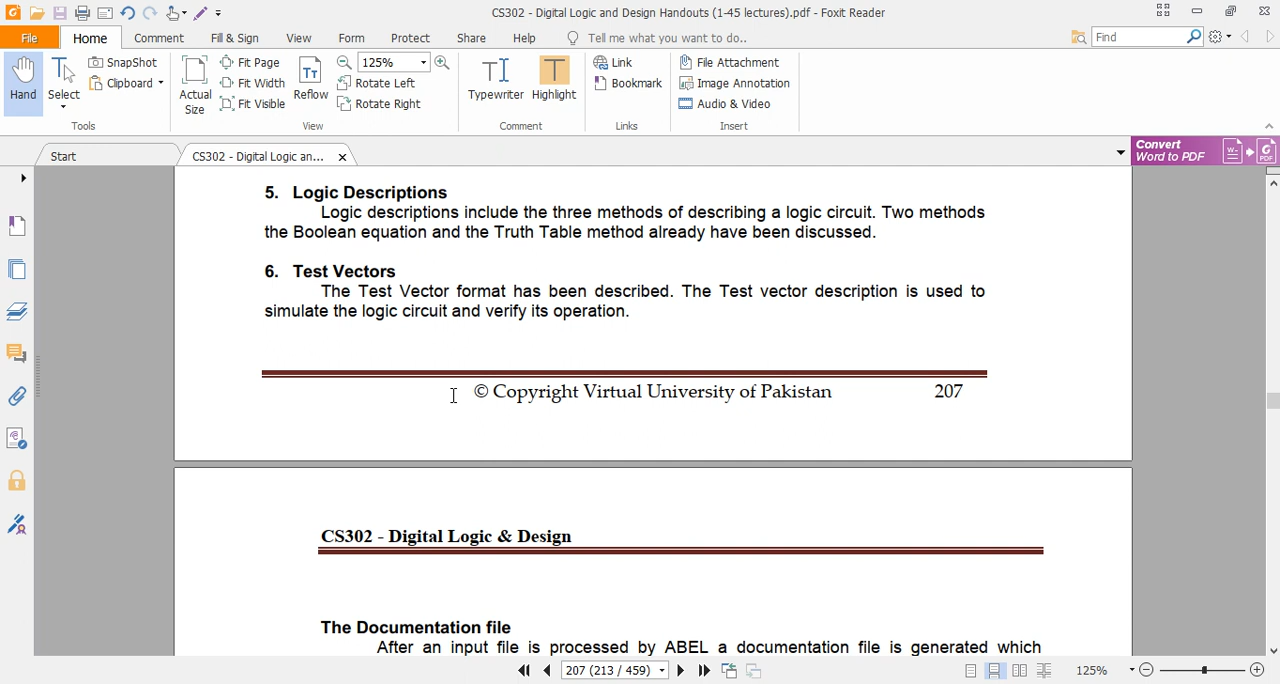 CS302 - Digital Logic and Design Handouts (1-45 lectures).pdf - Foxit Reader
File Home Comment Fill & Sign View Form Protect Share Help Tell me what you want to do.. Find
Hand Select SnapShot Clipboard Actual Size Fit Page Fit Width Fit Visible Reflow 125% Rotate Left Rotate Right Typewriter Highlight Link Bookmark File Attachment Image Annotation Audio & Video
Tools View Comment Links Insert
Start CS302 - Digital Logic an... Convert Word to PDF
5. Logic Descriptions
Logic descriptions include the three methods of describing a logic circuit. Two methods
the Boolean equation and the Truth Table method already have been discussed.
6. Test Vectors
The Test Vector format has been described. The Test vector description is used to
simulate the logic circuit and verify its operation.
© Copyright Virtual University of Pakistan 207
CS302 - Digital Logic & Design
The Documentation file
After an input file is processed by ABEL a documentation file is generated which
207 (213 / 459) 125%